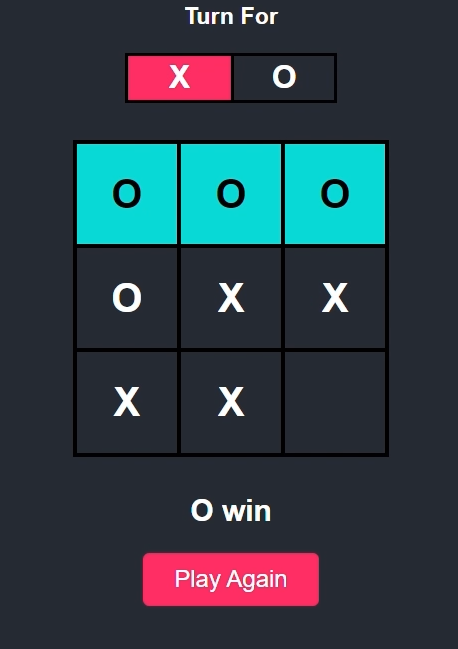 Turn For
X O
O O O
O X X
X X
O win
Play Again